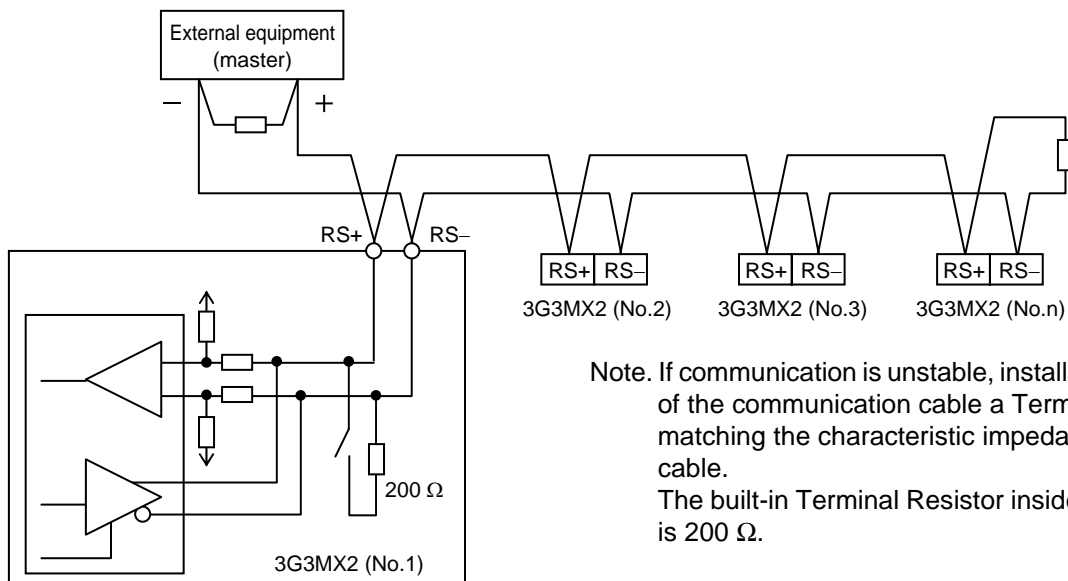 External equipment
(master)
− +
RS+ RS−
RS+ RS− RS+ RS− RS+ RS−
3G3MX2 (No.2) 3G3MX2 (No.3) 3G3MX2 (No.n)
Note. If communication is unstable, install
of the communication cable a Term
matching the characteristic impeda
cable.
The built-in Terminal Resistor inside
is 200 Ω.
200 Ω
3G3MX2 (No.1)